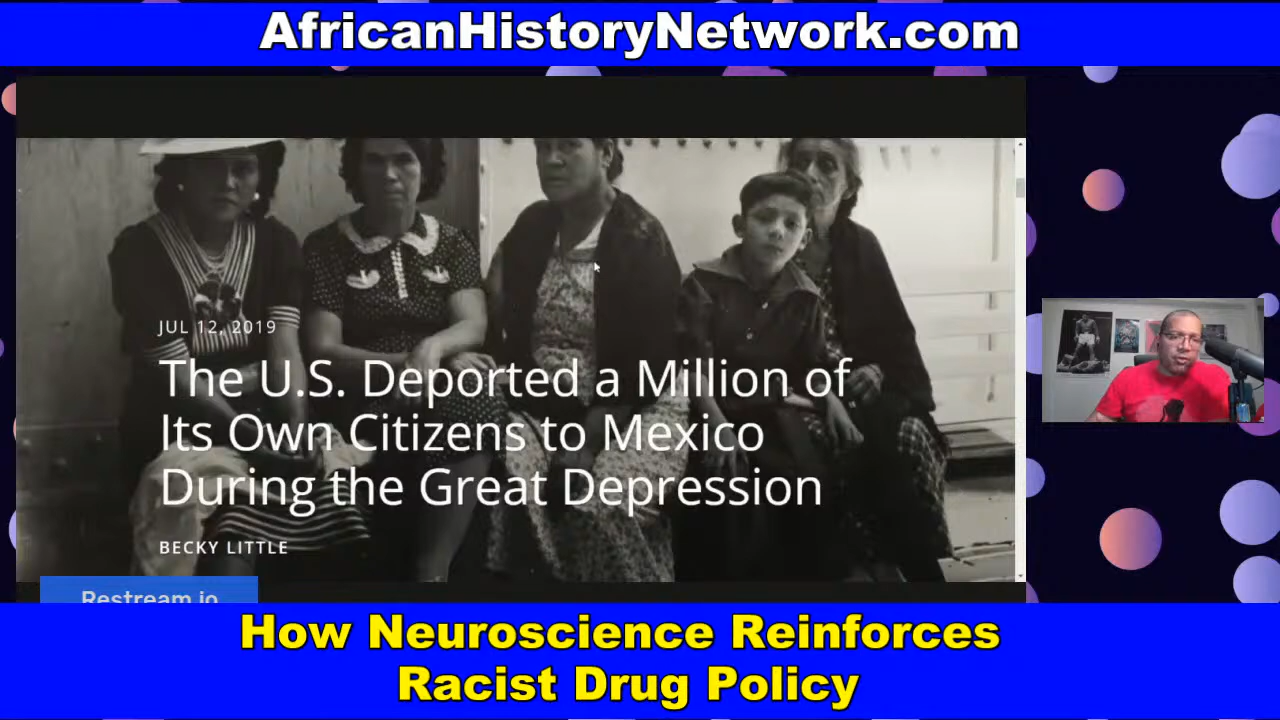 AfricanHistoryNetwork.com
JUL 12, 2019
The U.S. Deported a Million of
Its Own Citizens to Mexico
During the Great Depression
BECKY LITTLE
Restream.io
How Neuroscience Reinforces
Racist Drug Policy